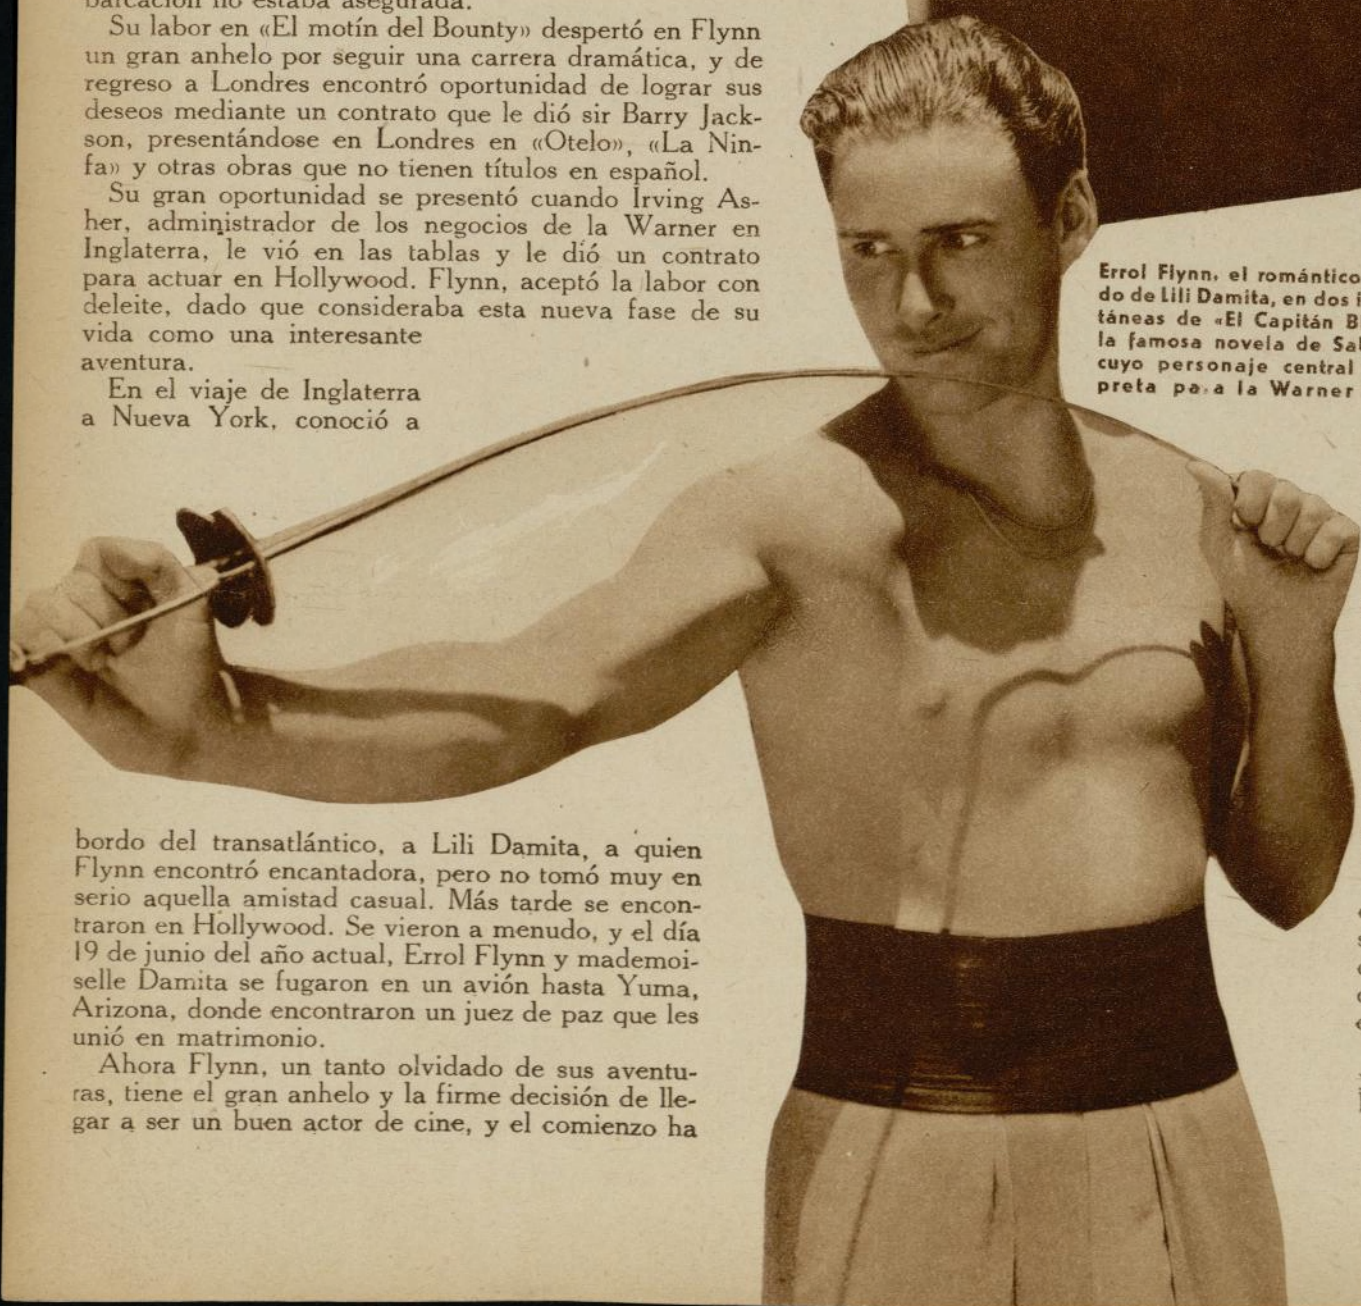 barcación no estaba asegurada.
Su labor en «El motín del Bounty» despertó en Flynn
un gran anhelo por seguir una carrera dramática, y de
regreso a Londres encontró oportunidad de lograr sus
deseos mediante un contrato que le dió sir Barry Jack-
son, presentándose en Londres en «Otelo», «La Nin-
fa» y otras obras que no tienen títulos en español.
Su gran oportunidad se presentó cuando Irving As-
her, administrador de los negocios de la Warner en
Inglaterra, le vió en las tablas y le dió un contrato
para actuar en Hollywood. Flynn, aceptó la labor con
deleite, dado que consideraba esta nueva fase de su
vida como una interesante
aventura.
En el viaje de Inglaterra
a Nueva York, conoció a
bordo del transatlántico, a Lili Damita, a quien
Flynn encontró encantadora, pero no tomó muy en
serio aquella amistad casual. Más tarde se encon-
traron en Hollywood. Se vieron a menudo, y el día
19 de junio del año actual, Errol Flynn y mademoi-
selle Damita se fugaron en un avión hasta Yuma,
Arizona, donde encontraron un juez de paz que les
unió en matrimonio.
Ahora Flynn, un tanto olvidado de sus aventu-
ras, tiene el gran anhelo y la firme decisión de lle-
gar a ser un buen actor de cine, y el comienzo ha
Errol Flynn, el romántico
do de Lili Damita, en dos i
táneas de «El Capitán B
la famosa novela de Sa
cuyo personaje central
preta pa a la Warner